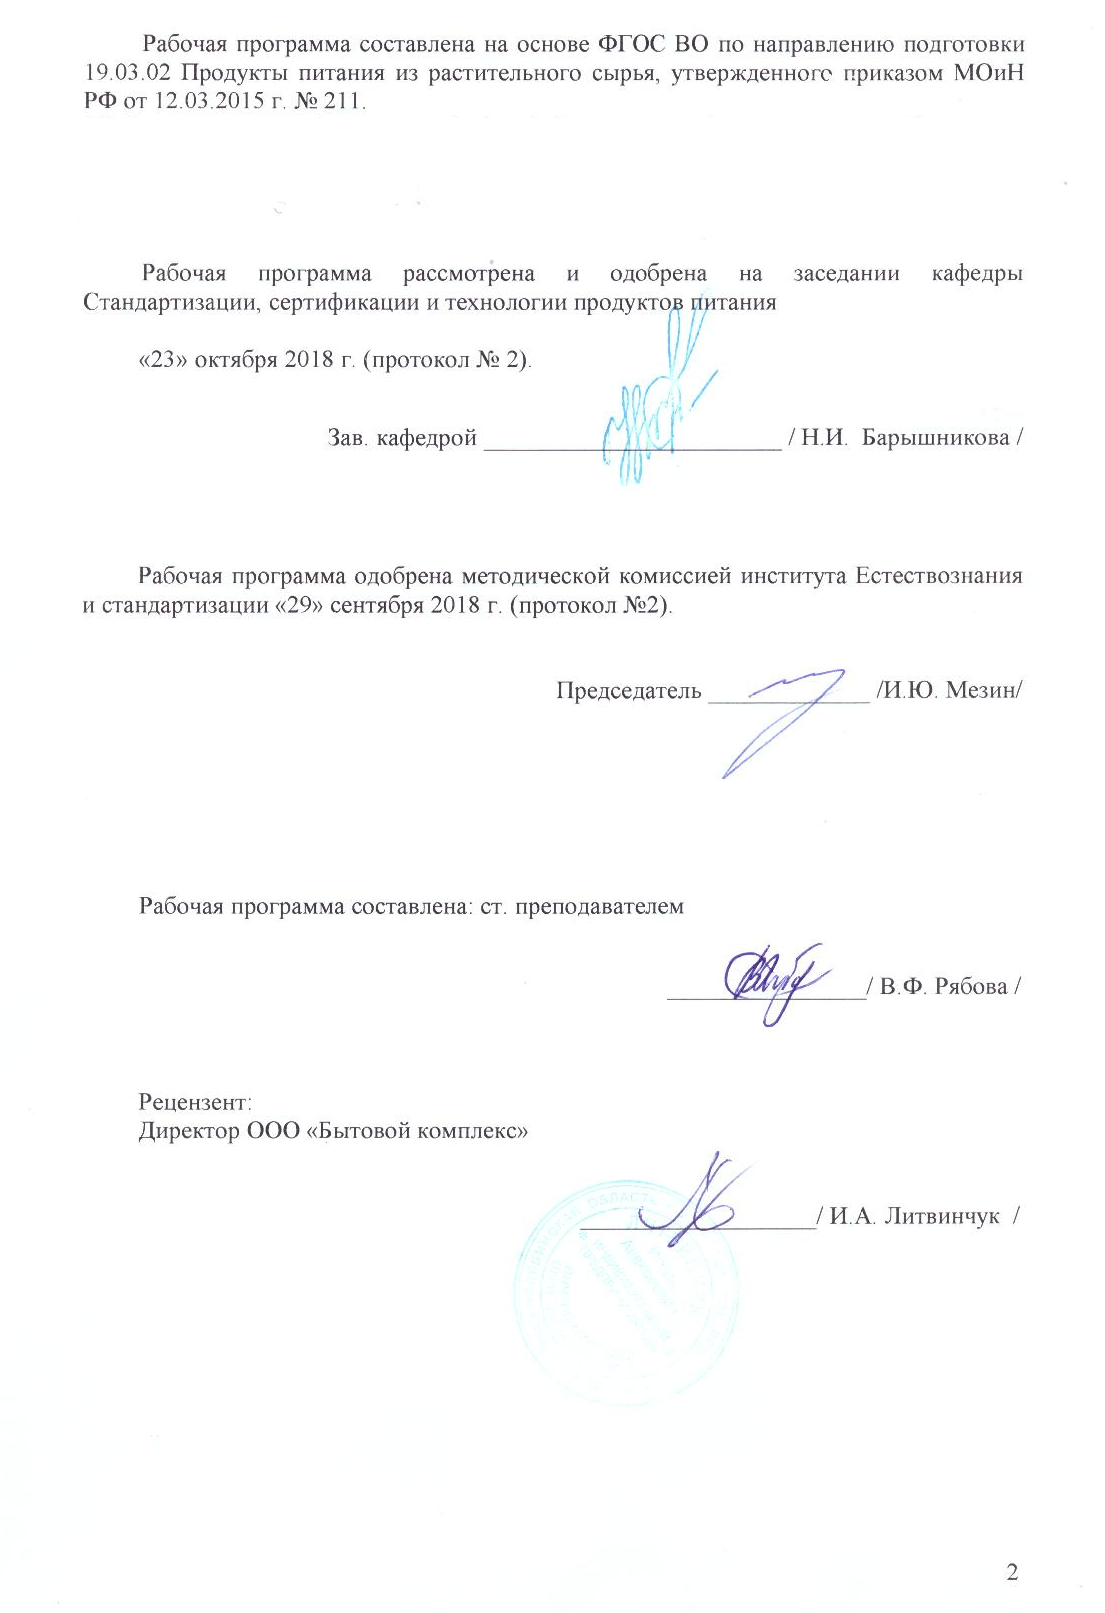 Рабочая программа составлена на основе ФГОС ВО по направлению подготовки
19.03.02 Продукты питания из растительного сырья, утвержденного приказом МОиН
РФ от 12.03.2015 г. № 211.
Рабочая программа рассмотрена и одобрена на заседании кафедры
Стандартизации, сертификации и технологии продуктов питания
«23» октября 2018 г. (протокол № 2).
Зав. кафедрой / Н.И. Барышникова /
Рабочая программа одобрена методической комиссией института Естествознания
и стандартизации «29» сентября 2018 г. (протокол №2).
Председатель /И.Ю. Мезин/
Рабочая программа составлена: ст. преподавателем
/ В.Ф. Рябова /
Рецензент:
Директор ООО «Бытовой комплекс»
/ И.А. Литвинчук /
2